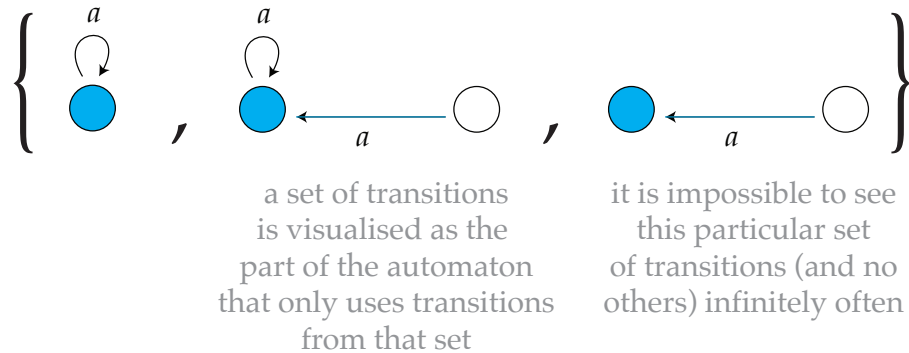 a a
{ , , }
a a
a set of transitions
is visualised as the
part of the automaton
that only uses transitions
from that set
it is impossible to see
this particular set
of transitions (and no
others) infinitely often